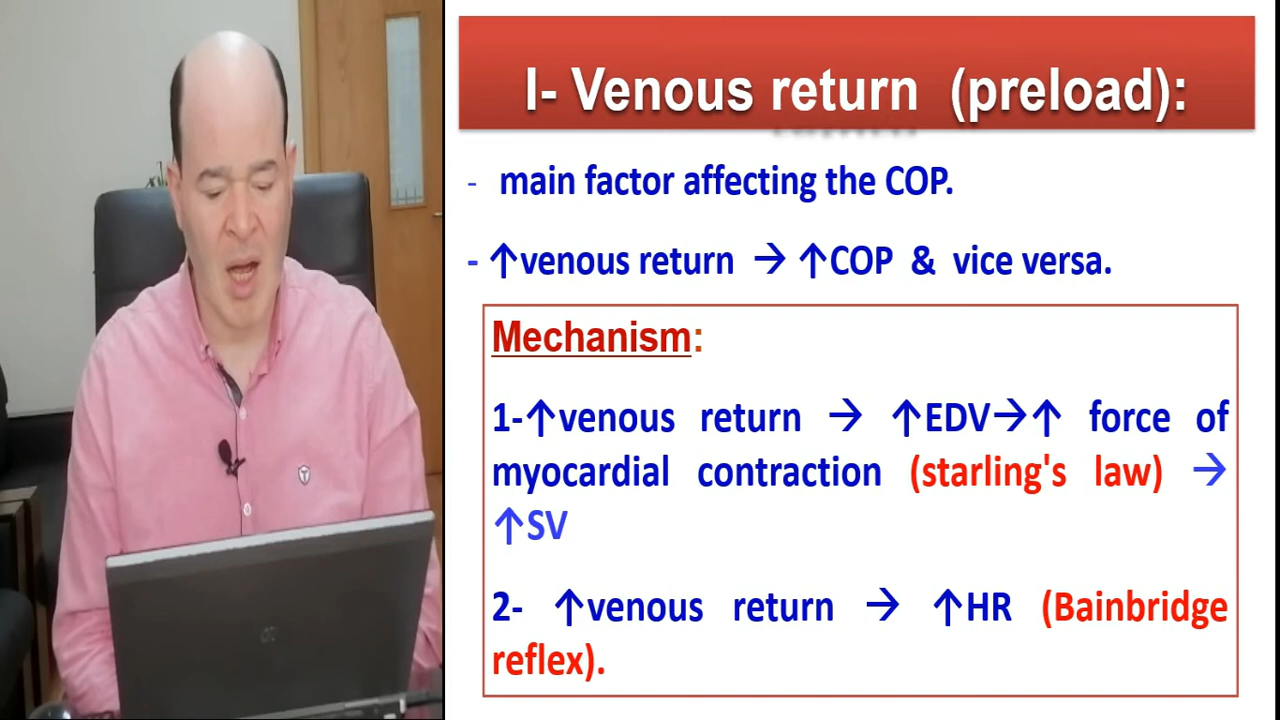 I- Venous return (preload):
- main factor affecting the COP.
- ↑venous return → ↑COP & vice versa.
Mechanism:
1-↑venous return → ↑EDV→↑ force of
myocardial contraction (starling's law) →
↑SV
2- ↑venous return → ↑HR (Bainbridge
reflex).
hp